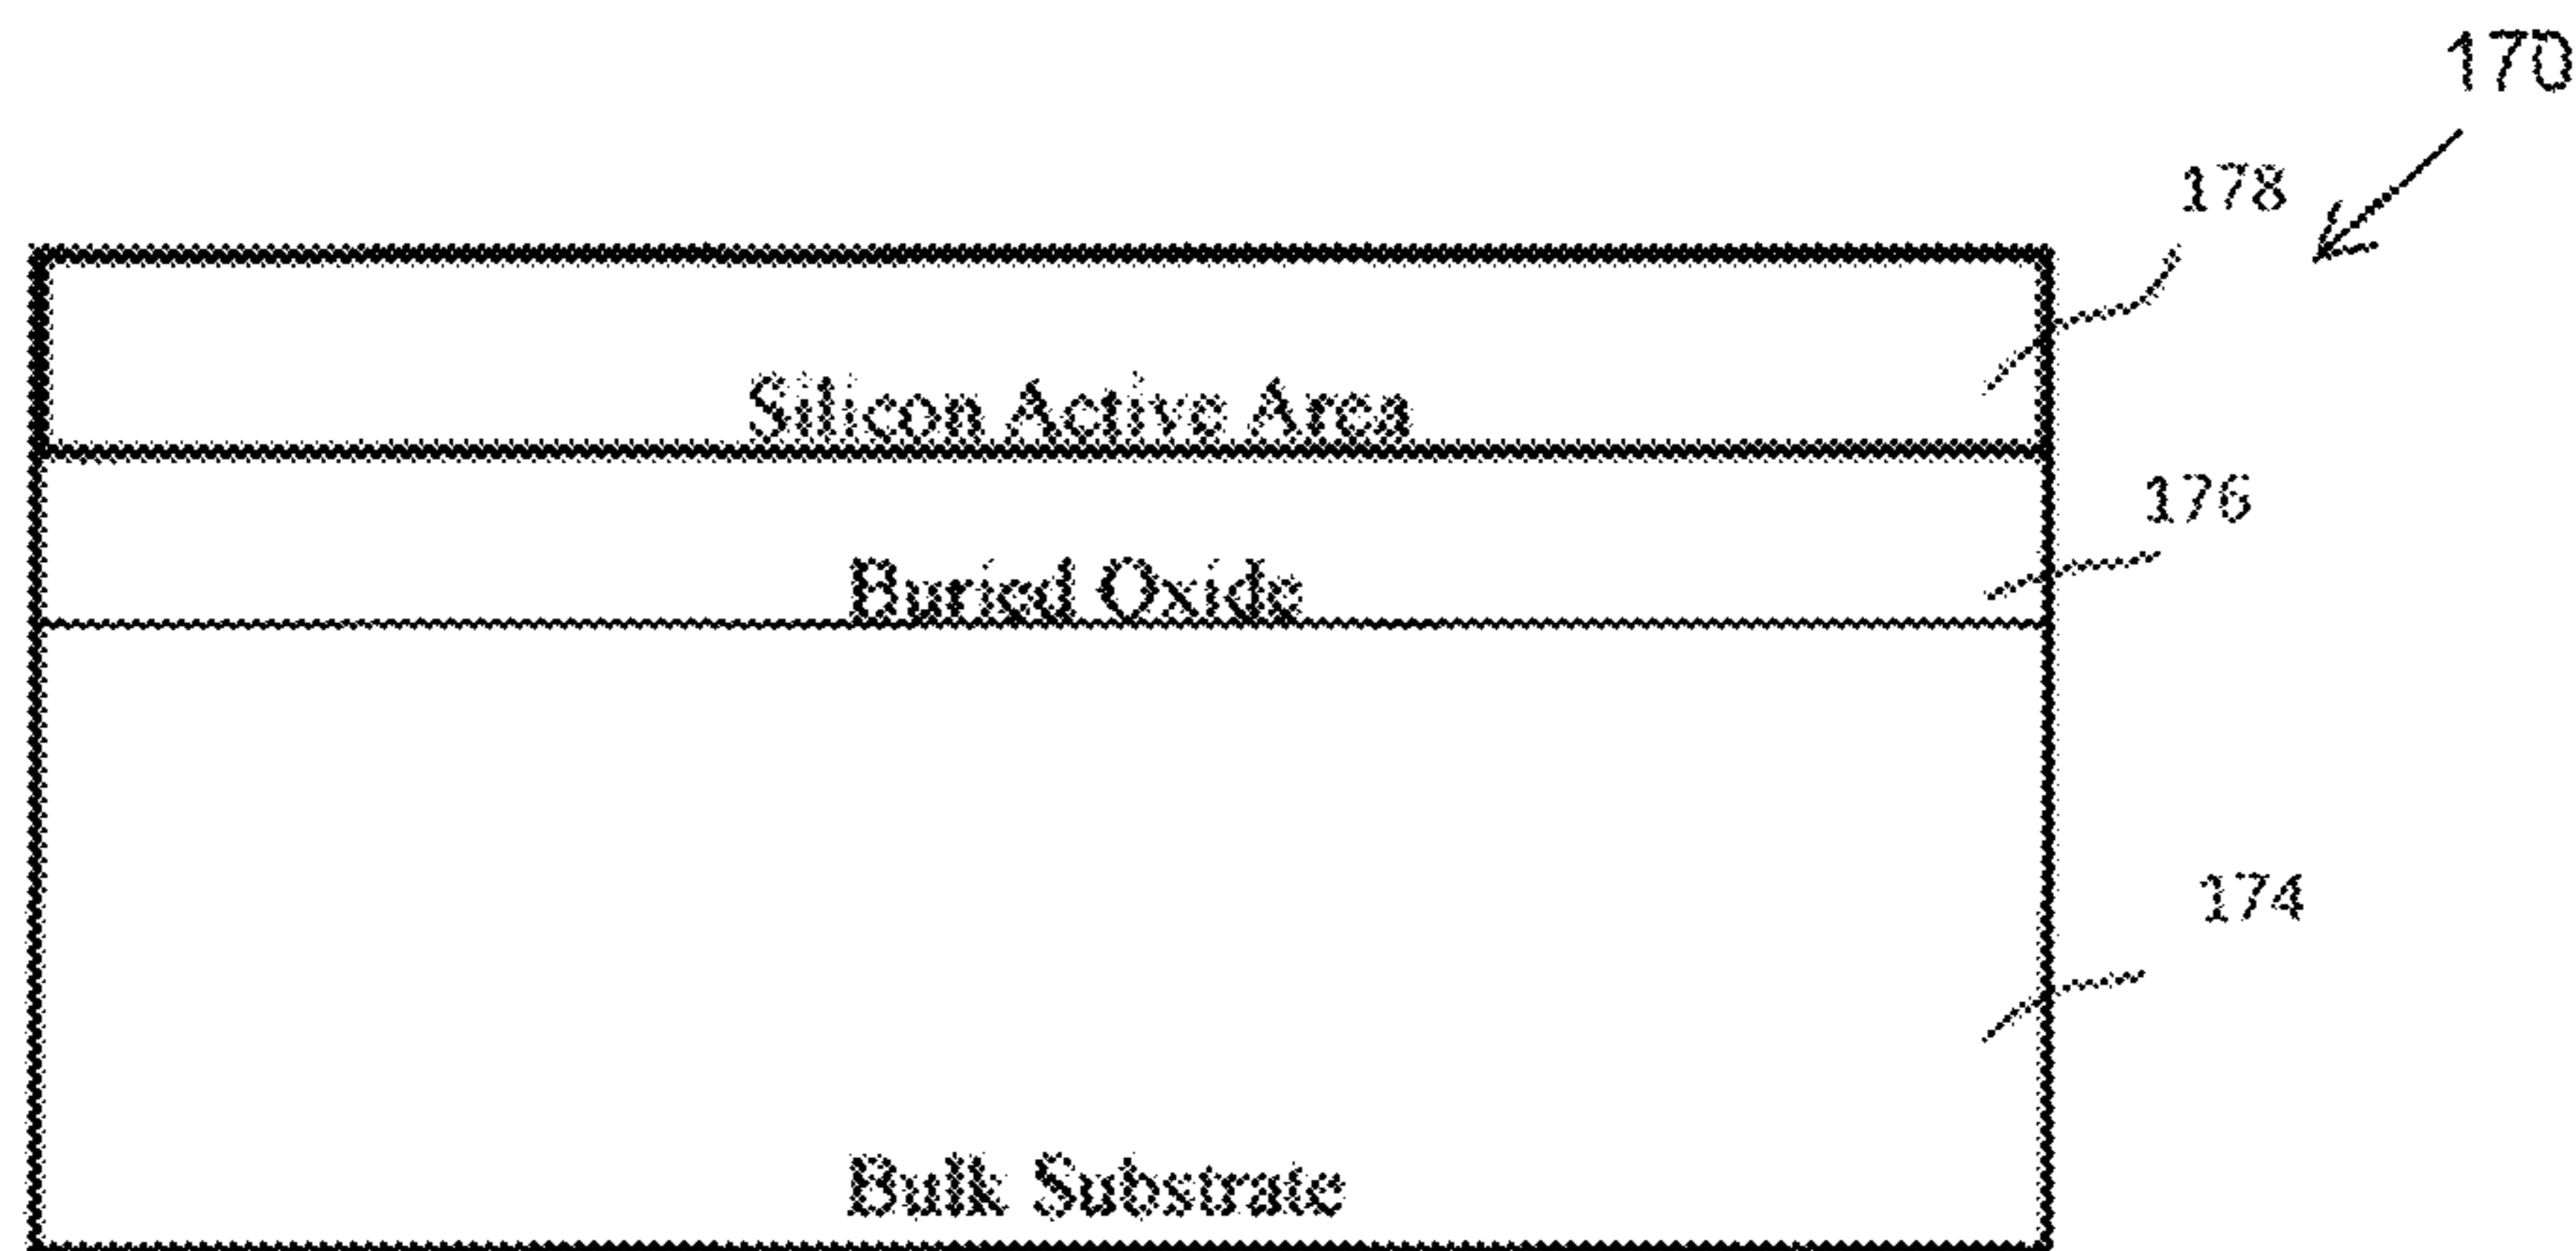 170
178
Silicon Active Area
176
Buried Oxide
174
Bulk Substrate